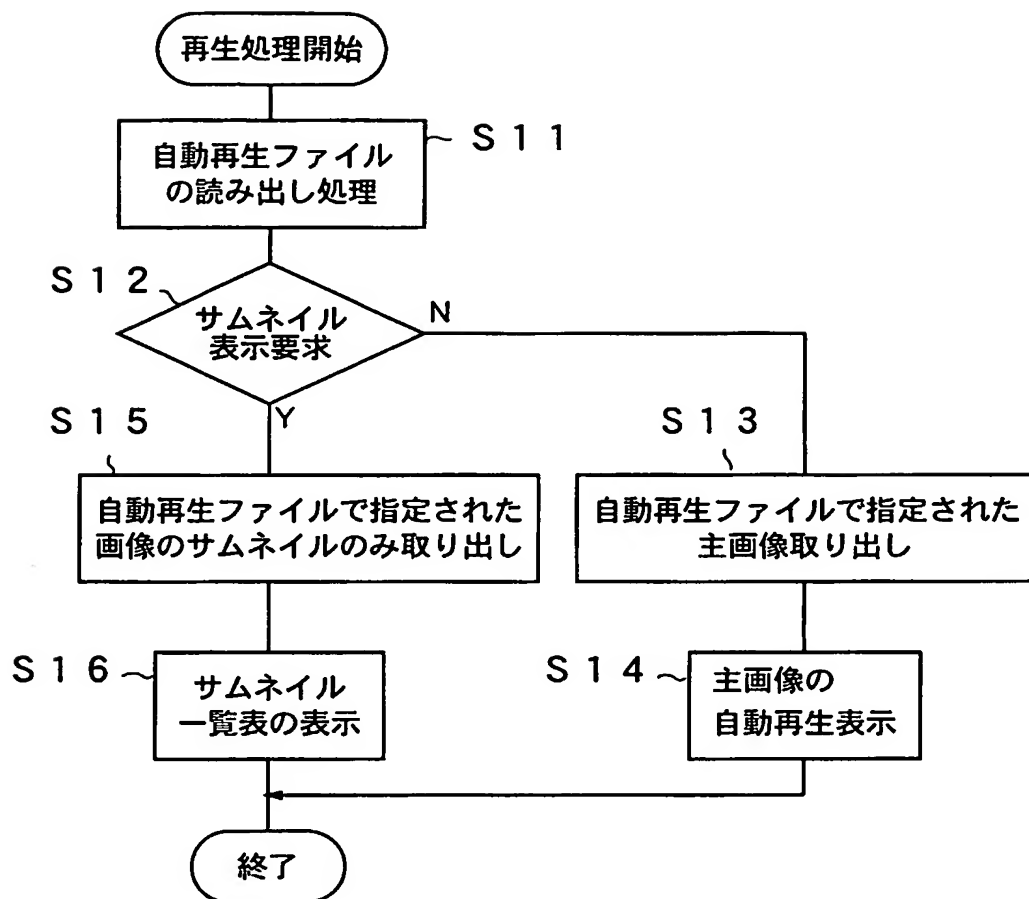 再生処理開始
S11
自動再生ファイル
の読み出し処理
S12
サムネイル
表示要求
N
Y
S15
自動再生ファイルで指定された
画像のサムネイルのみ取り出し
S13
自動再生ファイルで指定された
主画像取り出し
S16
サムネイル
一覧表の表示
S14
主画像の
自動再生表示
終了